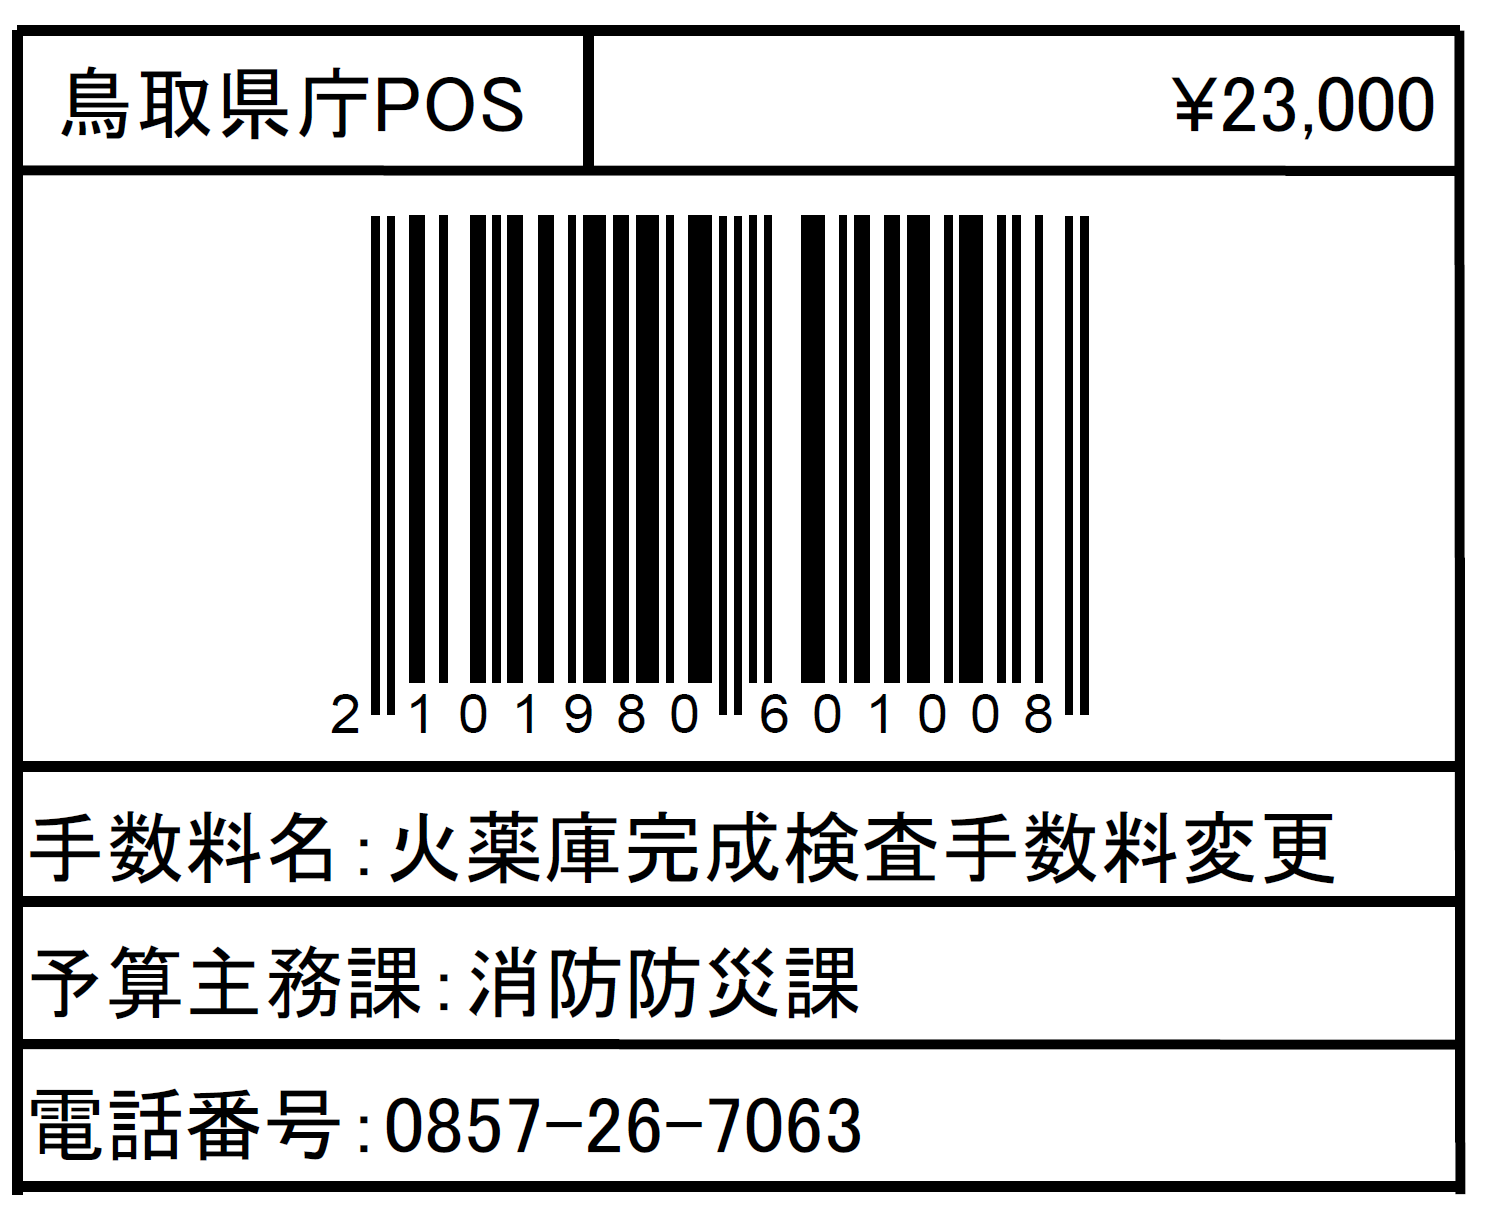 鳥取県庁POS ¥23,000
2 101980 601008
手数料名:火薬庫完成検査手数料変更
予算主務課:消防防災課
電話番号:0857-26-7063